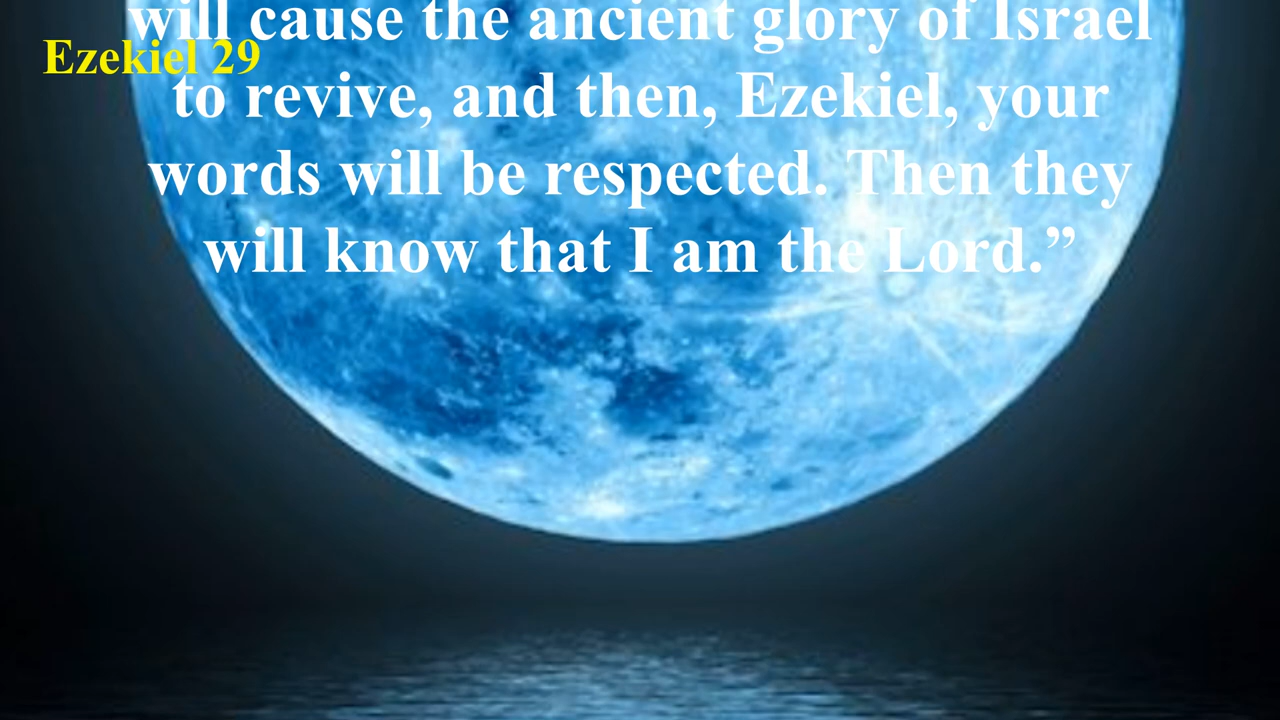 will cause the ancient glory of Israel
Ezekiel 29
to revive, and then, Ezekiel, your
words will be respected. Then they
will know that I am the Lord.”